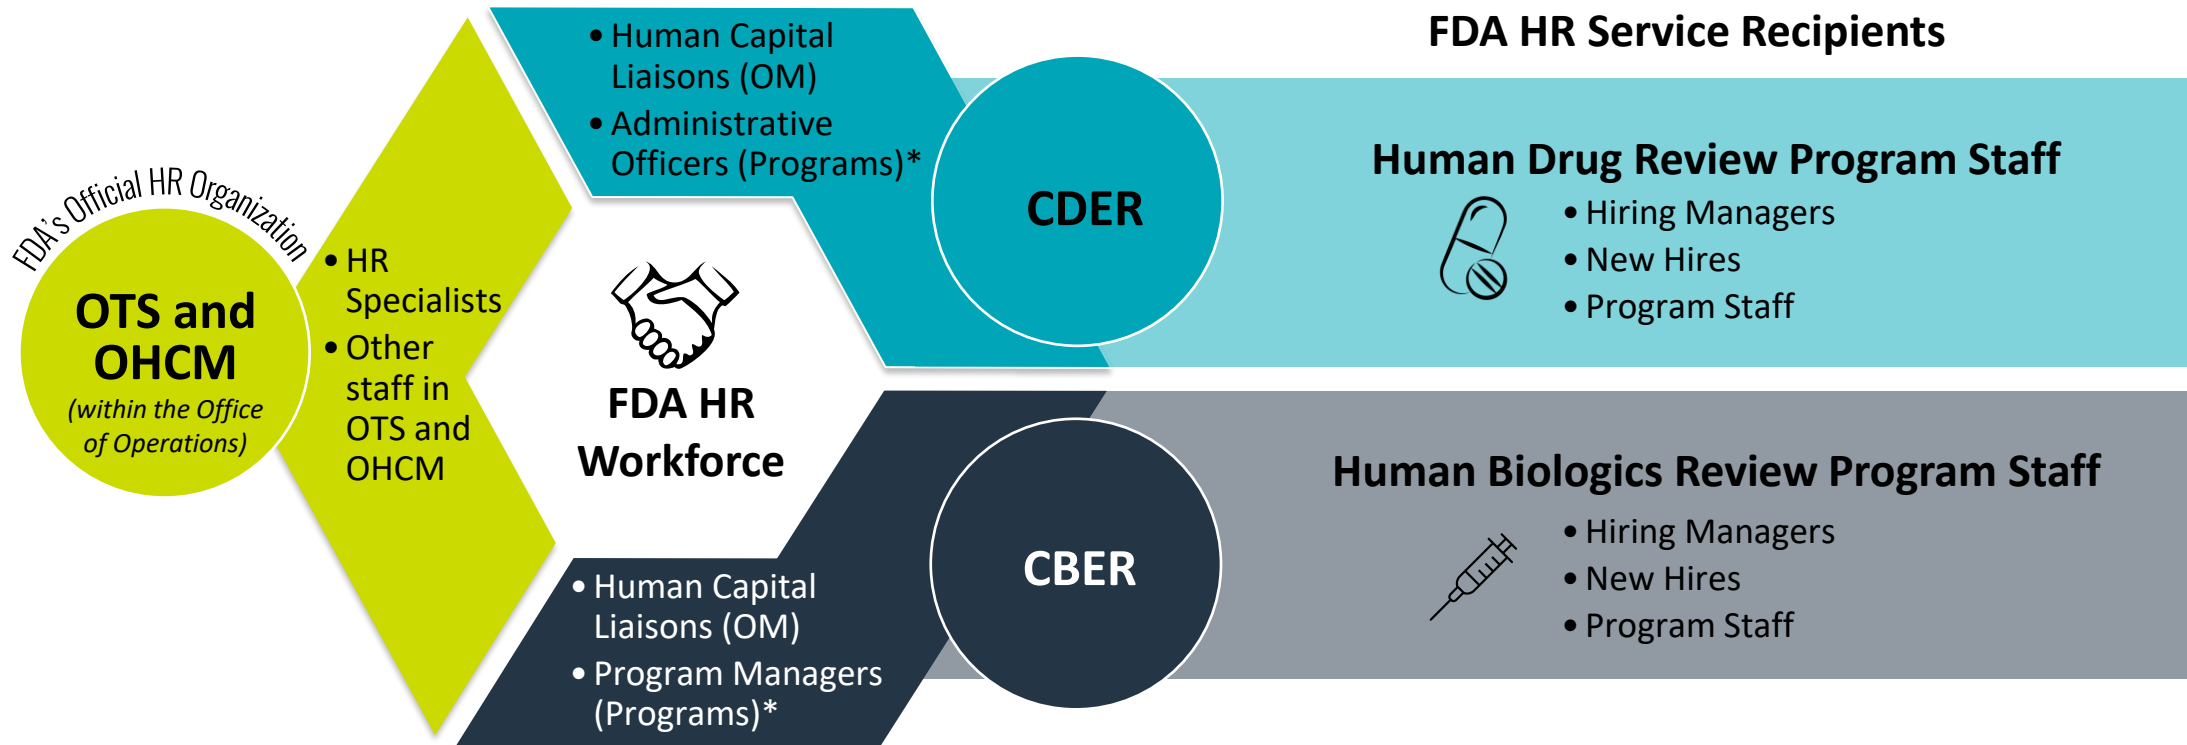 FDA's Official HR Organization
OTS and
OHCM
(within the Office
of Operations)
• HR
Specialists
• Other
staff in
OTS and
OHCM
• Human Capital
Liaisons (OM)
• Administrative
Officers (Programs)*
FDA HR
Workforce
• Human Capital
Liaisons (OM)
• Program Managers
(Programs)*
CDER
CBER
FDA HR Service Recipients
Human Drug Review Program Staff
• Hiring Managers
• New Hires
• Program Staff
Human Biologics Review Program Staff
• Hiring Managers
• New Hires
• Program Staff